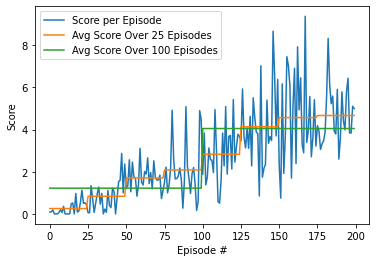 Score per Episode
Avg Score Over 25 Episodes
Avg Score Over 100 Episodes
8
6
4
2
0
Score
0 25 50 75 100 125 150 175 200
Episode #